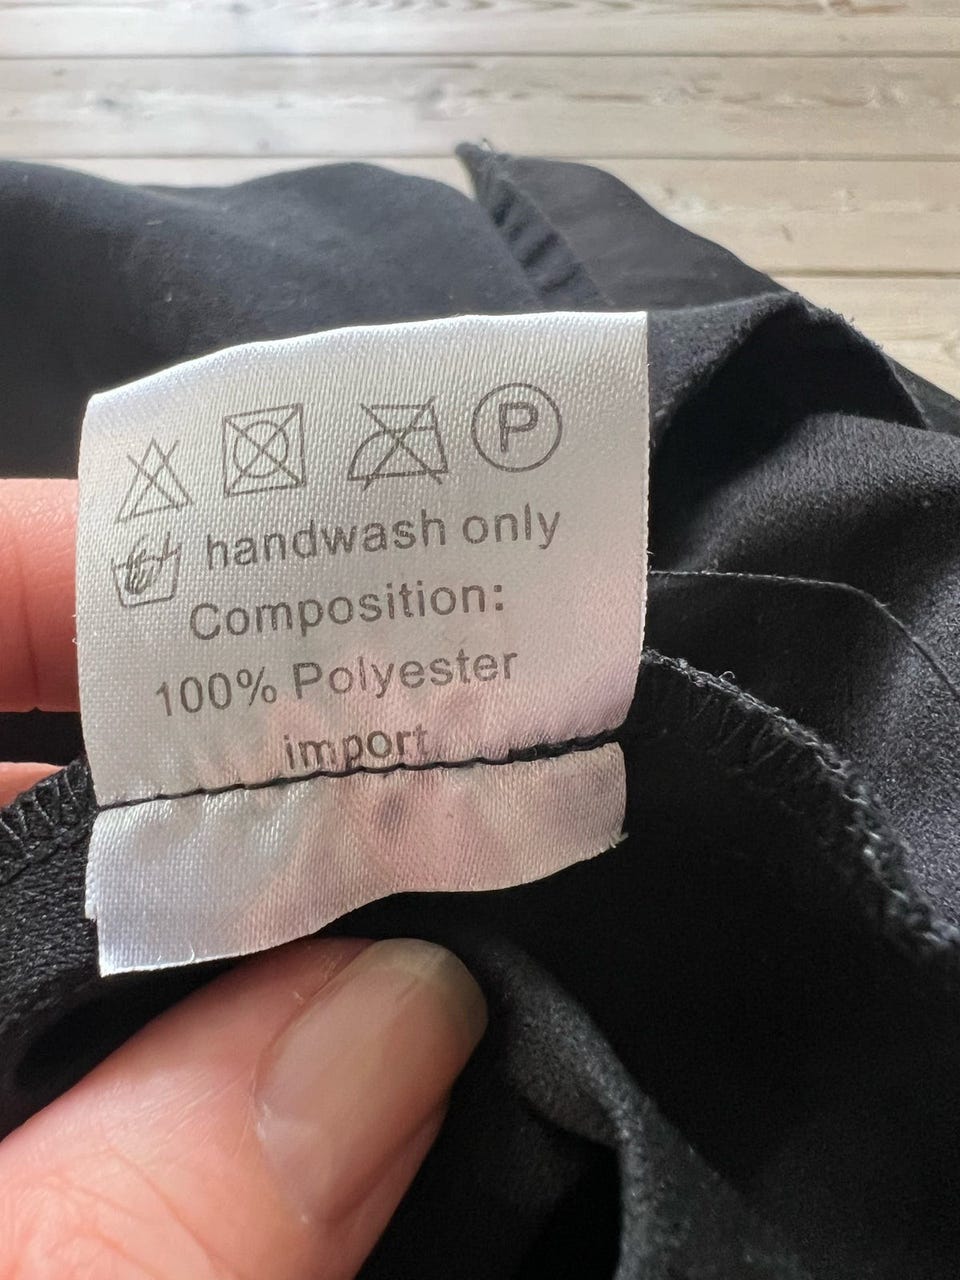 P
handwash only
Composition:
100% Polyester
import